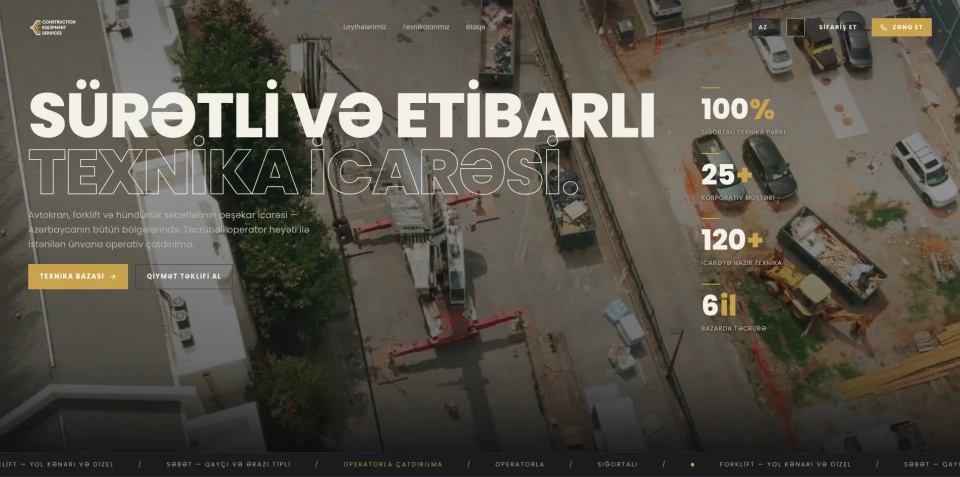 CONSTRUCTION
EQUIPMENT
SERVICES
Layihələrimiz Texnikalarımız Əlaqə
AZ SİFARİŞ ET ZƏNG ET
SÜRƏTLİ VƏ ETİBARLI
TEXNİKA İCARƏSİ.
Avtokran, forklift və hündürlük səbətlərinin peşəkar icarəsi —
Azərbaycanın bütün bölgələrində. Təcrübəli operator heyəti ilə
istənilən ünvana operativ çatdırılma.
TEXNİKA BAZASI →
QİYMƏT TƏKLİFİ AL
100%
SIĞORTALI TEXNİKA PARKI
25+
KORPORATİV MÜŞTƏRİ
120+
İCARƏYƏ HAZIR TEXNİKA
6il
BAZARDA TƏCRÜBƏ
KLİFT — YOL KƏNARI VƏ DİZEL / SƏBƏT — QAYÇI VƏ ƏRAZİ TİPLİ / OPERATORLA ÇATDIRILMA / OPERATORLA / SIĞORTALI / • FORKLİFT — YOL KƏNARI VƏ DİZEL / SƏBƏT — QAYÇI